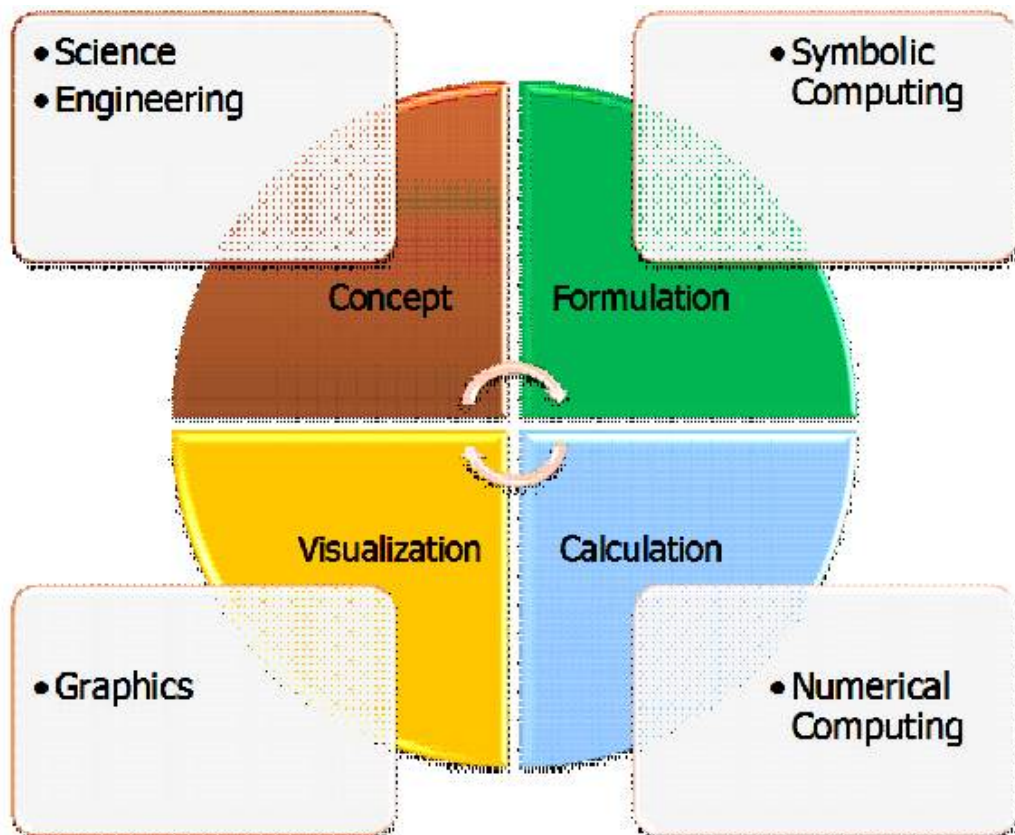 • Science
• Engineering
• Symbolic
Computing
Concept
Formulation
Visualization
Calculation
• Graphics
• Numerical
Computing